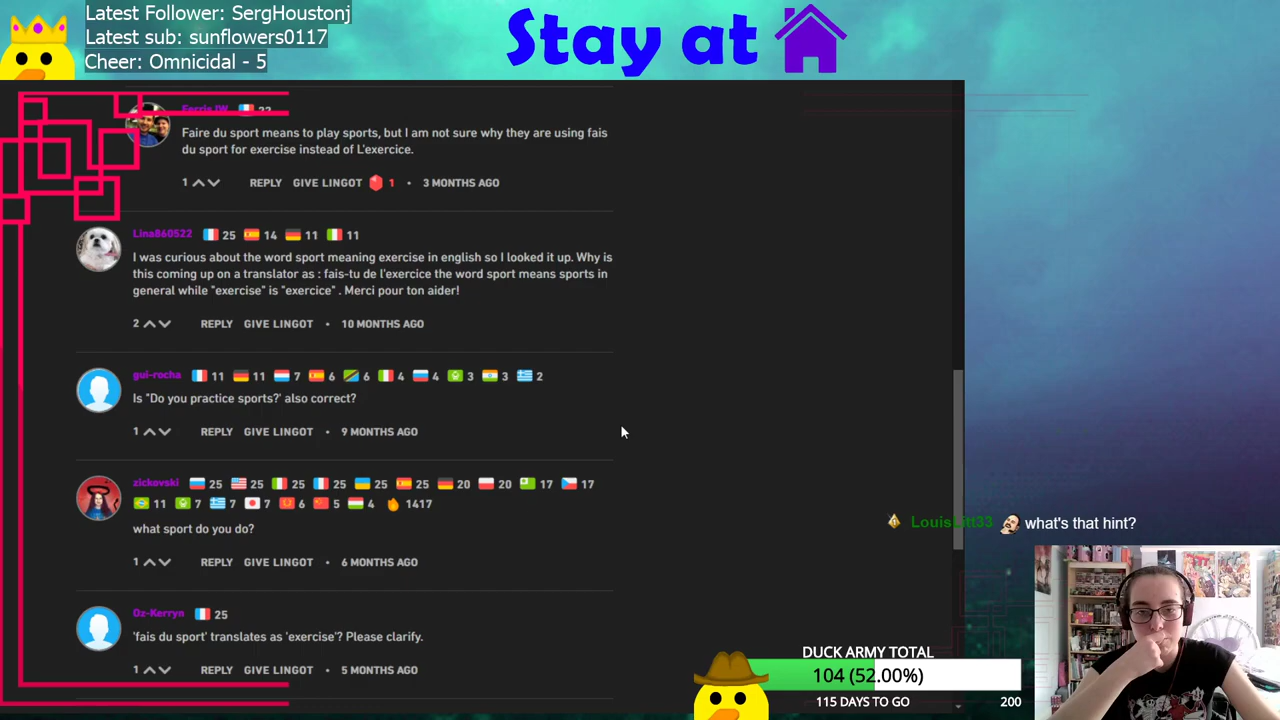 Latest Follower: SergHoustonj
Latest sub: sunflowers0117
Cheer: Omnicidal - 5
Stay at
Ferris IW 22
Faire du sport means to play sports, but I am not sure why they are using fais
du sport for exercise instead of L'exercice.
1 REPLY GIVE LINGOT 1 • 3 MONTHS AGO
Lina860522 25 14 11 11
I was curious about the word sport meaning exercise in english so I looked it up. Why is
this coming up on a translator as : fais-tu de l'exercice the word sport means sports in
general while "exercise" is "exercice" . Merci pour ton aider!
2 REPLY GIVE LINGOT • 10 MONTHS AGO
gui-rocha 11 11 7 6 6 4 4 3 3 2
Is "Do you practice sports?' also correct?
1 REPLY GIVE LINGOT • 9 MONTHS AGO
zickovski 25 25 25 25 25 25 20 20 17 17
11 7 7 7 6 5 4 1417
what sport do you do?
1 REPLY GIVE LINGOT • 6 MONTHS AGO
Oz-Kerryn 25
'fais du sport' translates as 'exercise'? Please clarify.
1 REPLY GIVE LINGOT • 5 MONTHS AGO
LouisLitt33 what's that hint?
DUCK ARMY TOTAL
104 (52.00%)
115 DAYS TO GO 200